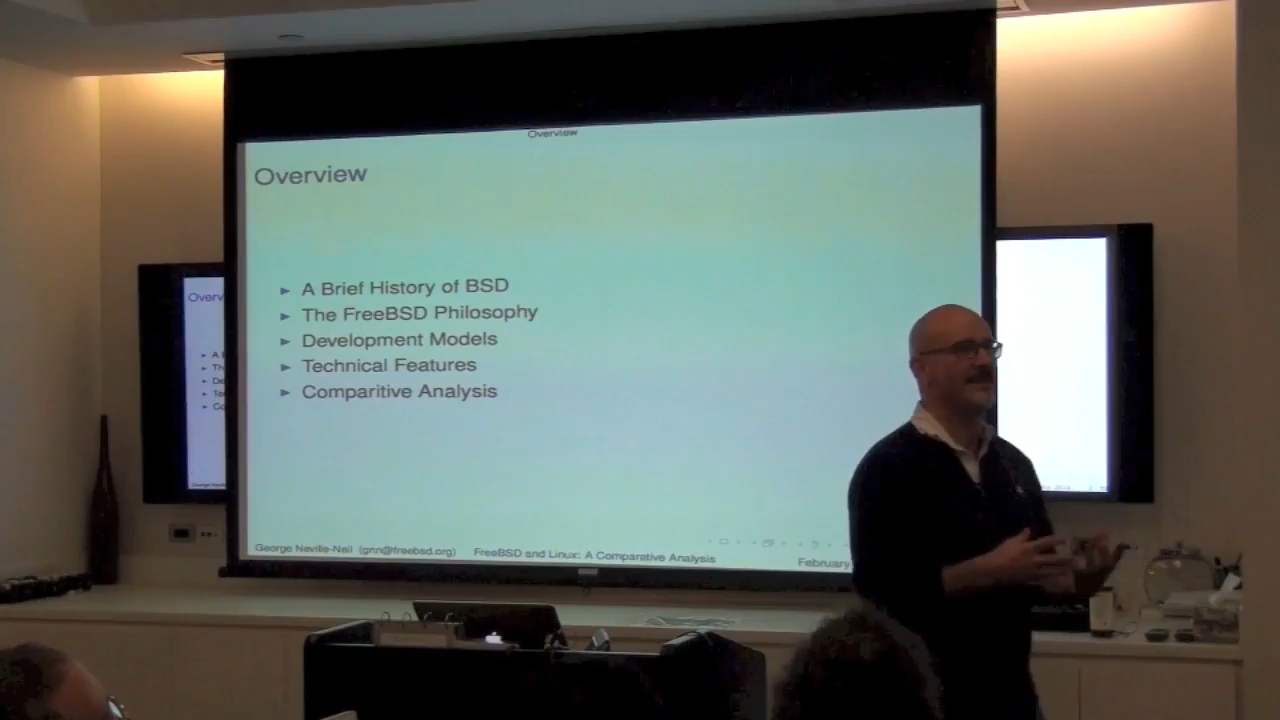 Overview
Overview
A Brief History of BSD
The FreeBSD Philosophy
Development Models
Technical Features
Comparitive Analysis
George Neville-Neil (gnn@freebsd.org) FreeBSD and Linux: A Comparative Analysis February